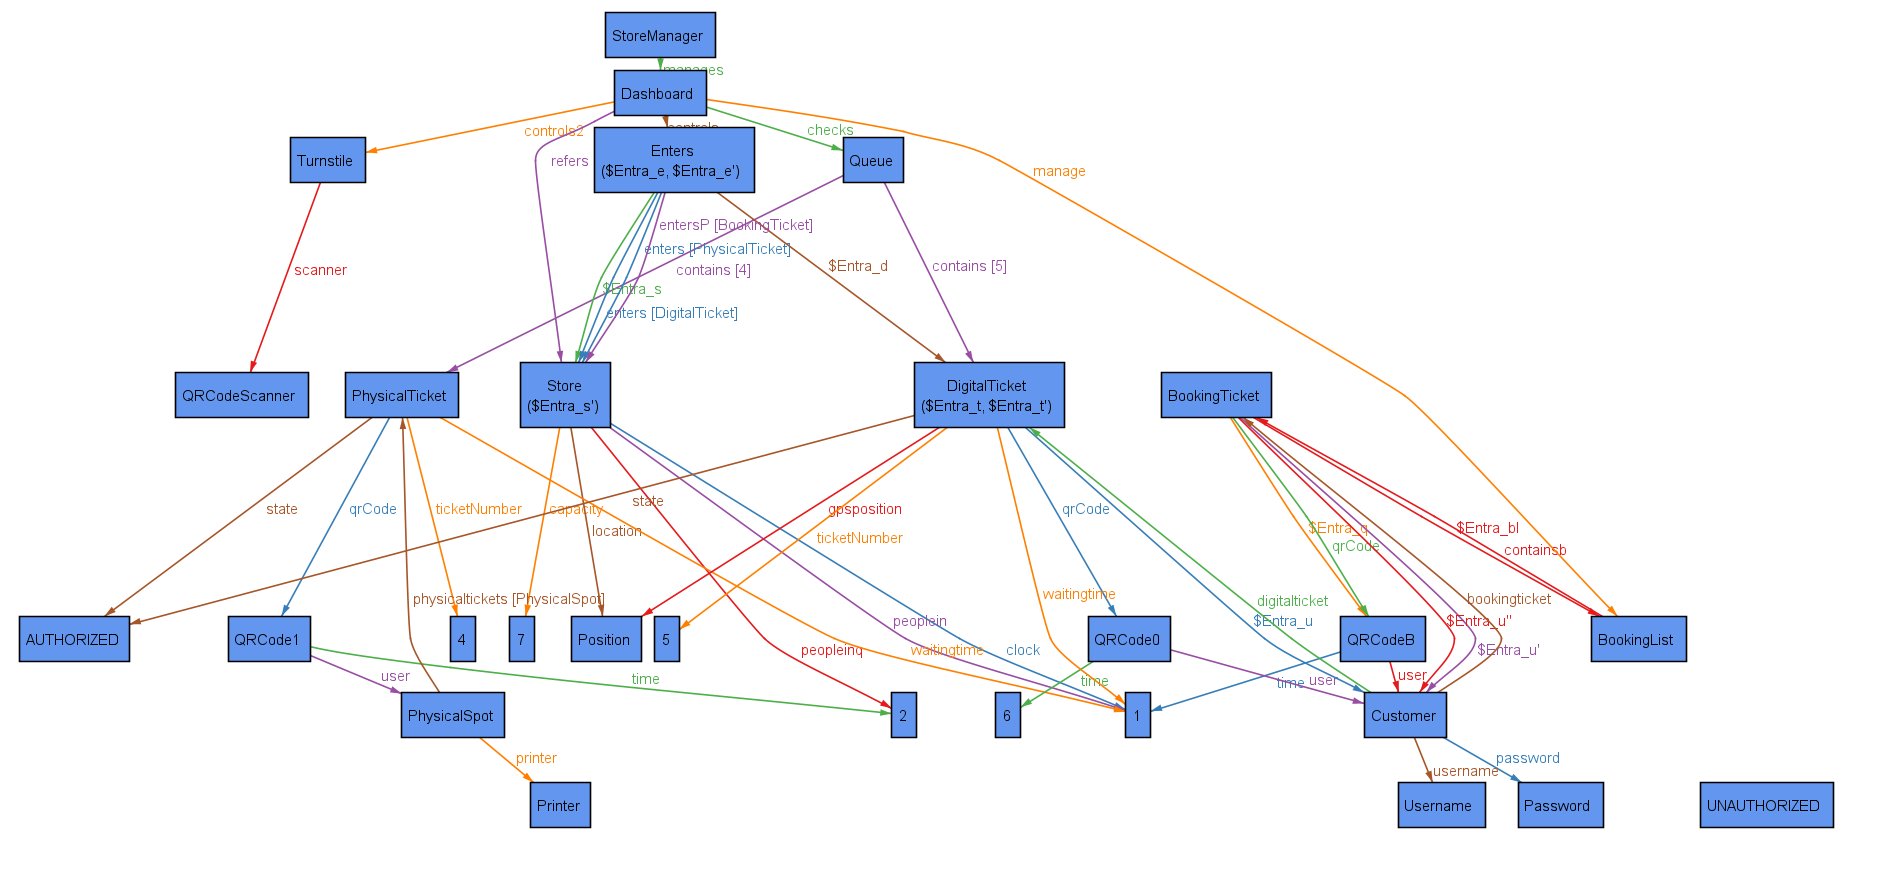 StoreManager
manages
Dashboard
controls2
controls
checks
refers
Enters
($Entra_e, $Entra_e')
Turnstile
Queue
manage
entersP [BookingTicket]
enters [PhysicalTicket]
scanner
contains [4]
$Entra_d
contains [5]
$Entra_s
enters [DigitalTicket]
QRCodeScanner
PhysicalTicket
Store
($Entra_s')
DigitalTicket
($Entra_t, $Entra_t')
BookingTicket
state
qrCode
ticketNumber
capacity
state
location
gpsposition
ticketNumber
qrCode
$Entra_q
qrCode
$Entra_bl
containsb
physicaltickets [PhysicalSpot]
waitingtime
digitalticket
bookingticket
peoplein
$Entra_u
$Entra_u''
AUTHORIZED
QRCode1
4
7
Position
5
QRCode0
QRCodeB
BookingList
peopleinq
waitingtime
clock
$Entra_u'
user
time
time
time
user
user
PhysicalSpot
2
6
1
Customer
printer
username
password
Printer
Username
Password
UNAUTHORIZED